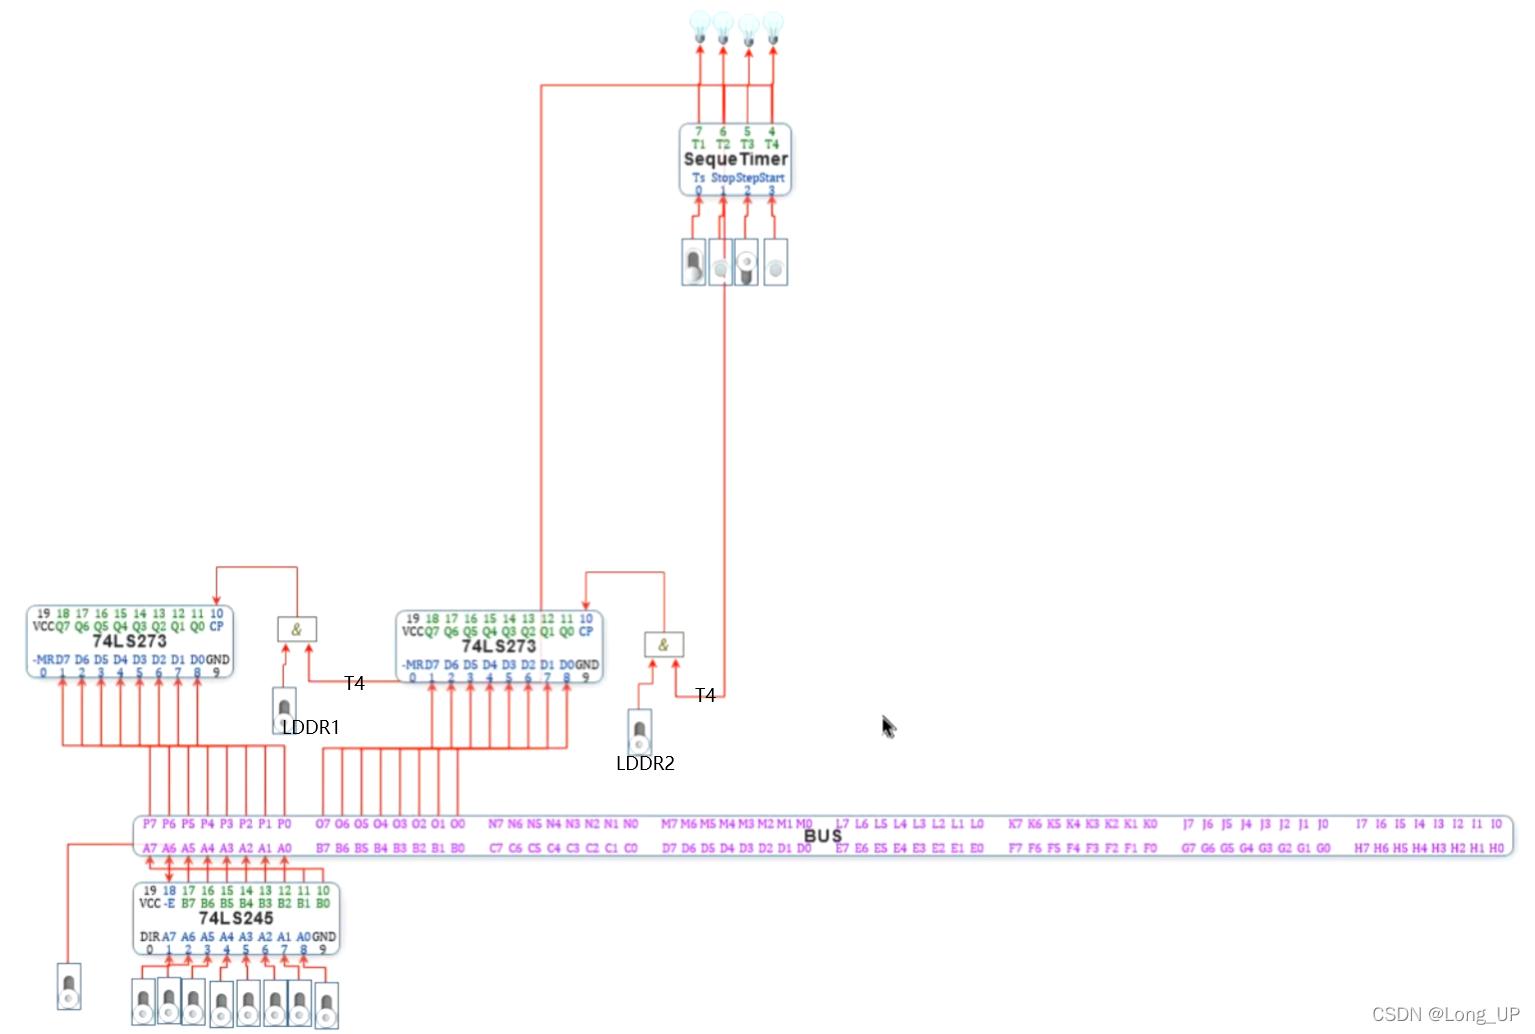 7 6 5 4
T1 T2 T3 T4
SequeTimer
Ts Stop Step Start
0 1 2 3
19 18 17 16 15 14 13 12 11 10
VCC Q7 Q6 Q5 Q4 Q3 Q2 Q1 Q0 CP
74LS273
-MR D7 D6 D5 D4 D3 D2 D1 D0 GND
0 1 2 3 4 5 6 7 8 9
&
T4
LDDR1
19 18 17 16 15 14 13 12 11 10
VCC Q7 Q6 Q5 Q4 Q3 Q2 Q1 Q0 CP
74LS273
-MR D7 D6 D5 D4 D3 D2 D1 D0 GND
0 1 2 3 4 5 6 7 8 9
&
T4
LDDR2
P7 P6 P5 P4 P3 P2 P1 P0 O7 O6 O5 O4 O3 O2 O1 O0 N7 N6 N5 N4 N3 N2 N1 N0 M7 M6 M5 M4 M3 M2 M1 M0 L7 L6 L5 L4 L3 L2 L1 L0 K7 K6 K5 K4 K3 K2 K1 K0 J7 J6 J5 J4 J3 J2 J1 J0 I7 I6 I5 I4 I3 I2 I1 I0
BUS
A7 A6 A5 A4 A3 A2 A1 A0 B7 B6 B5 B4 B3 B2 B1 B0 C7 C6 C5 C4 C3 C2 C1 C0 D7 D6 D5 D4 D3 D2 D1 D0 E7 E6 E5 E4 E3 E2 E1 E0 F7 F6 F5 F4 F3 F2 F1 F0 G7 G6 G5 G4 G3 G2 G1 G0 H7 H6 H5 H4 H3 H2 H1 H0
19 18 17 16 15 14 13 12 11 10
VCC -E B7 B6 B5 B4 B3 B2 B1 B0
74LS245
DIR A7 A6 A5 A4 A3 A2 A1 A0 GND
0 1 2 3 4 5 6 7 8 9
CSDN @Long_UP